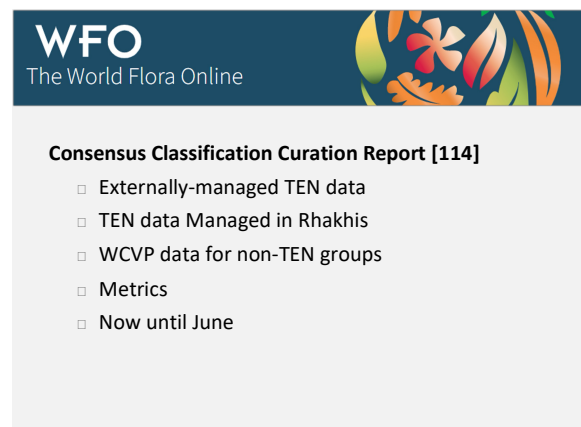 WFO
The World Flora Online
Consensus Classification Curation Report [114]
Externally-managed TEN data
TEN data Managed in Rhakhis
WCVP data for non-TEN groups
Metrics
Now until June